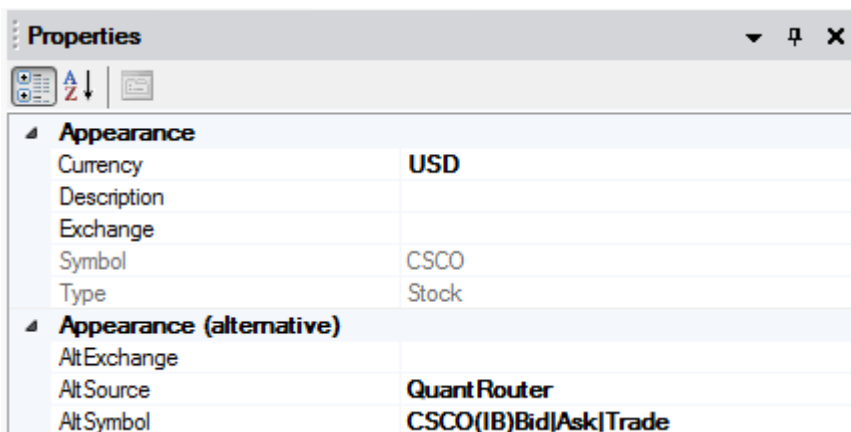 Properties
A
Z
Appearance
Currency USD
Description
Exchange
Symbol CSCO
Type Stock
Appearance (alternative)
AltExchange
AltSource QuantRouter
AltSymbol CSCO(IB)Bid|Ask|Trade